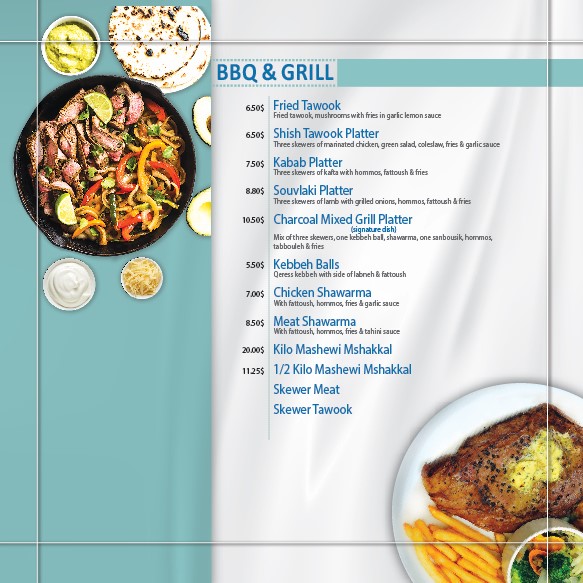 BBQ & GRILL
6.50$ Fried Tawook
Fried tawook, mushrooms with fries in garlic lemon sauce
6.50$ Shish Tawook Platter
Three skewers of marinated chicken, green salad, coleslaw, fries & garlic sauce
7.50$ Kabab Platter
Three skewers of kafta with hommos, fattoush & fries
8.80$ Souvlaki Platter
Three skewers of lamb with grilled onions, hommos, fattoush & fries
10.50$ Charcoal Mixed Grill Platter
(signature dish)
Mix of three skewers, one kebbeh ball, shawarma, one sanbousik, hommos,
tabbouleh & fries
5.50$ Kebbeh Balls
Qeress kebbeh with side of labneh & fattoush
7.00$ Chicken Shawarma
With fattoush, hommos, fries & garlic sauce
8.50$ Meat Shawarma
With fattoush, hommos, fries & tahini sauce
20.00$ Kilo Mashewi Mshakkal
11.25$ 1/2 Kilo Mashewi Mshakkal
Skewer Meat
Skewer Tawook